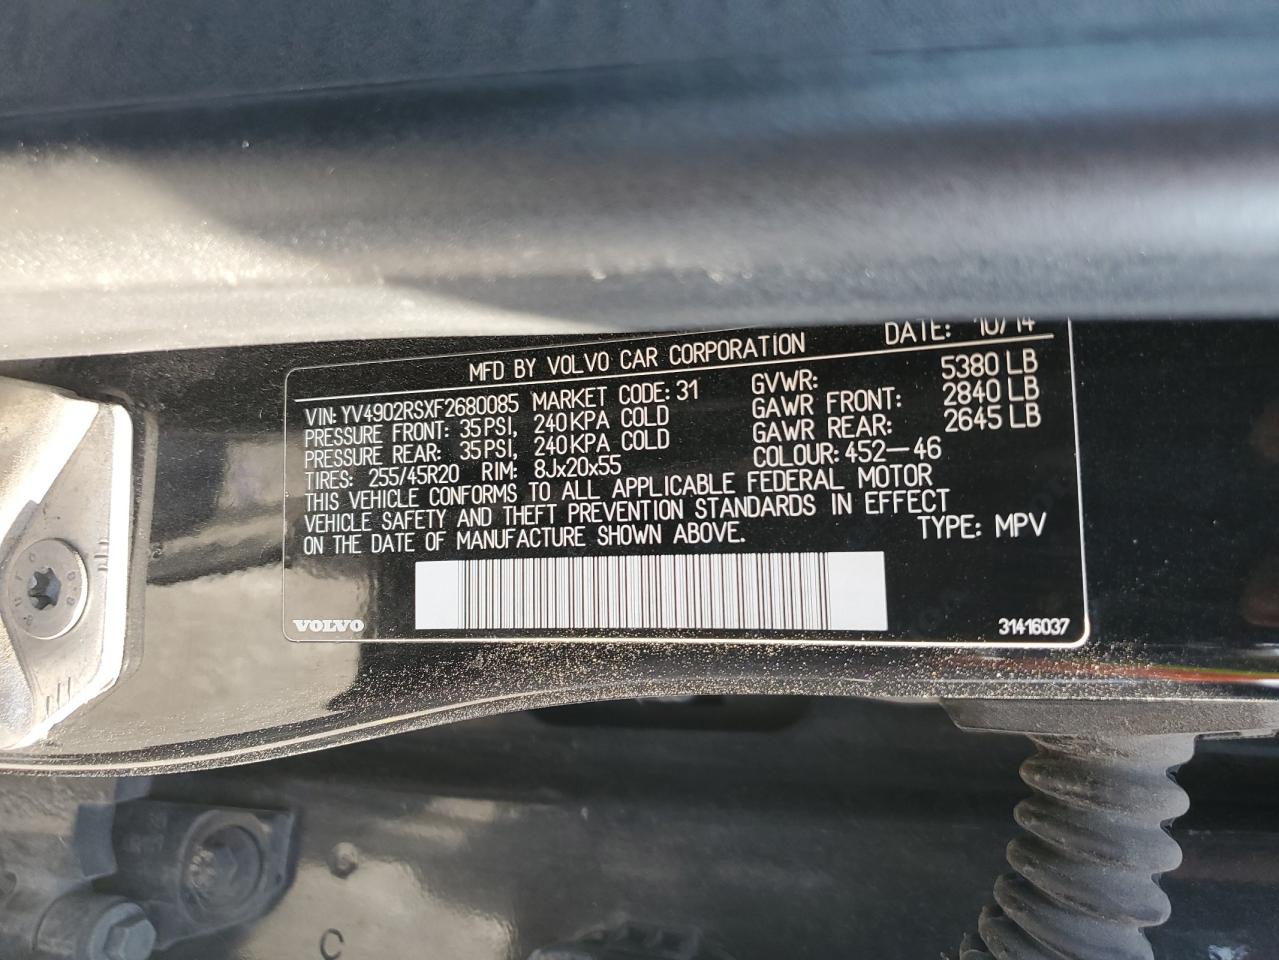 DATE: 10/14
MFD BY VOLVO CAR CORPORATION
VIN: YV4902RSXF2680085 MARKET CODE: 31
PRESSURE FRONT: 35 PSI, 240 KPA COLD
PRESSURE REAR: 35 PSI, 240 KPA COLD
TIRES: 255/45R20 RIM: 8Jx20x55
GVWR: 5380 LB
GAWR FRONT: 2840 LB
GAWR REAR: 2645 LB
COLOUR: 452-46
THIS VEHICLE CONFORMS TO ALL APPLICABLE FEDERAL MOTOR
VEHICLE SAFETY AND THEFT PREVENTION STANDARDS IN EFFECT
ON THE DATE OF MANUFACTURE SHOWN ABOVE.
TYPE: MPV
VOLVO
31416037